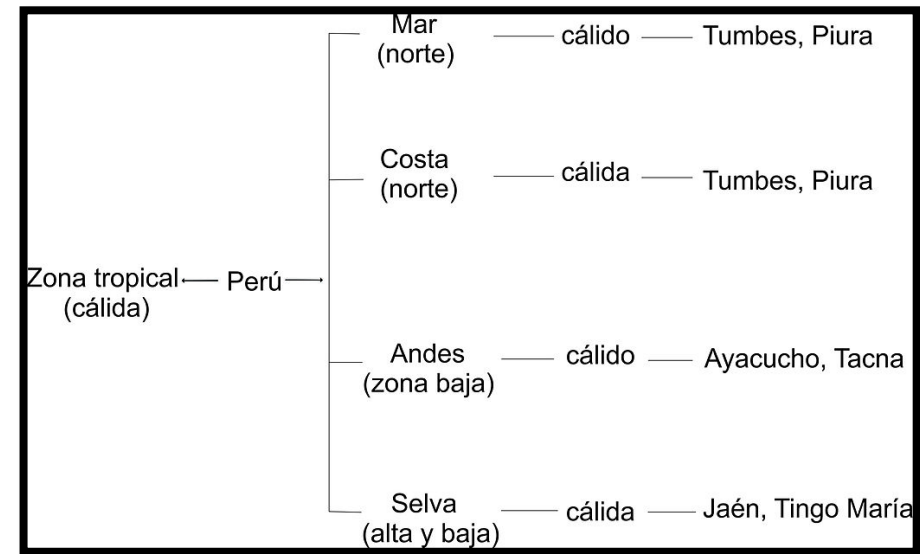 Mar
(norte)
cálido
Tumbes, Piura
Costa
(norte)
cálida
Tumbes, Piura
Zona tropical
(cálida)
Perú
Andes
(zona baja)
cálido
Ayacucho, Tacna
Selva
(alta y baja)
cálida
Jaén, Tingo María